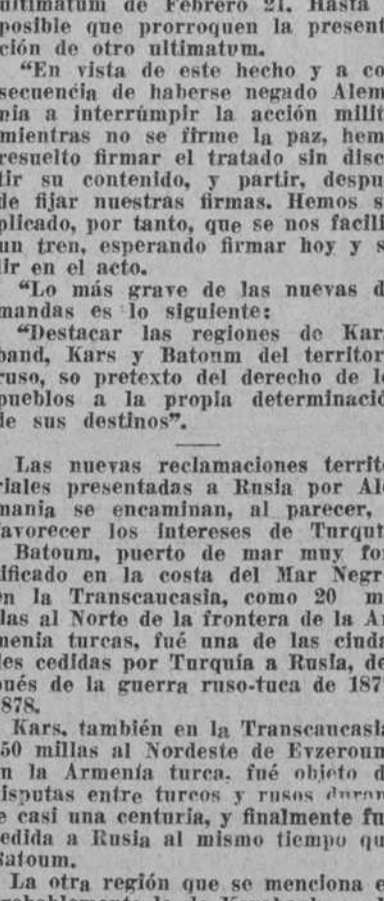 ultimatum de Febrero 21. Hasta
posible que prorroquen la present
ción de otro ultimatum.
"En vista de este hecho y a co
secuencia de haberse negado Alem
nia a interrumpir la acción milit
mientras no se firme la paz, hem
resuelto firmar el tratado sin disc
tir su contenido, y partir, despu
de fijar nuestras firmas. Hemos s
plicado, por tanto, que se nos facili
un tren, esperando firmar hoy y s
lir en el acto.
"Lo más grave de las nuevas d
mandas es lo siguiente:
"Destacar las regiones de Kar
band, Kars y Batoum del territor
ruso, so pretexto del derecho de l
pueblos a la propia determinació
de sus destinos".
Las nuevas reclamaciones territ
riales presentadas a Rusia por Al
mania se encaminan, al parecer,
favorecer los intereses de Turqu
Batoum, puerto de mar muy fo
tificado en la costa del Mar Negr
en la Transcaucasia, como 20 m
llas al Norte de la frontera de la A
menia turcas, fué una de las ciuda
des cedidas por Turquía a Rusia, de
pués de la guerra ruso-tuca de 187
1878.
Kars, también en la Transcaucasia
150 millas al Nordeste de Evzeroun
en la Armenía turca, fué objeto d
disputas entre turcos y rusos duran
e casi una centuria, y finalmente fu
cedida a Rusia al mismo tiempo qu
Batoum.
La otra región que se menciona e